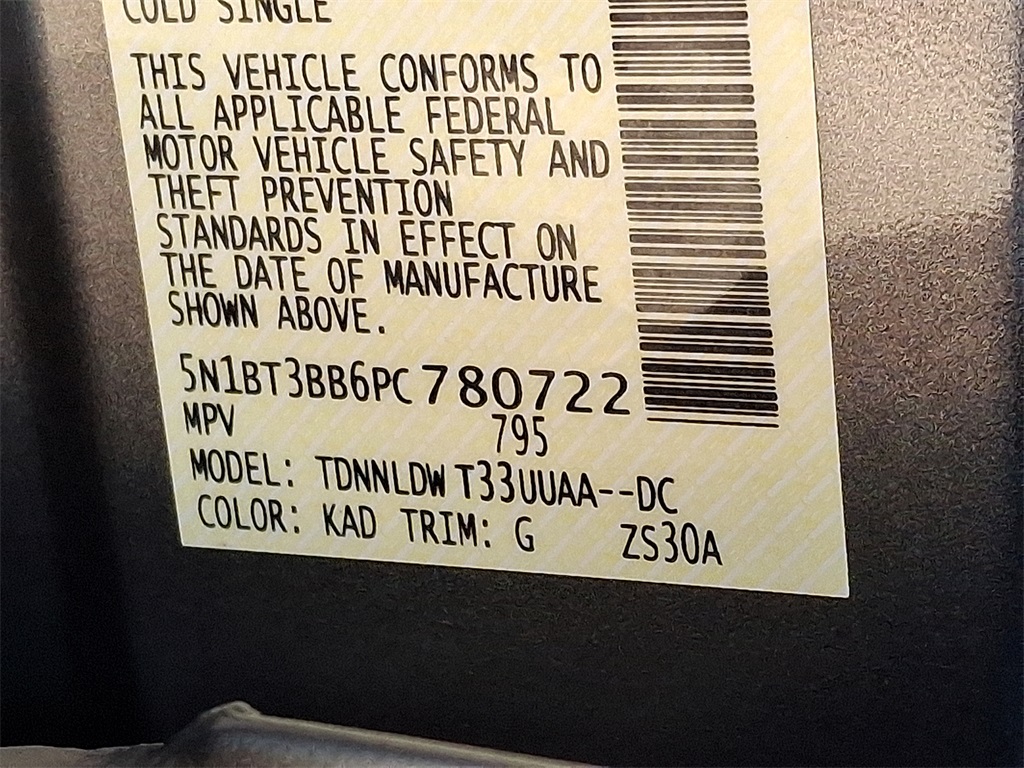 COLD SINGLE
THIS VEHICLE CONFORMS TO
ALL APPLICABLE FEDERAL
MOTOR VEHICLE SAFETY AND
THEFT PREVENTION
STANDARDS IN EFFECT ON
THE DATE OF MANUFACTURE
SHOWN ABOVE.
5N1BT3BB6PC780722
MPV 795
MODEL: TDNNLDW T33UUAA--DC
COLOR: KAD TRIM: G ZS30A